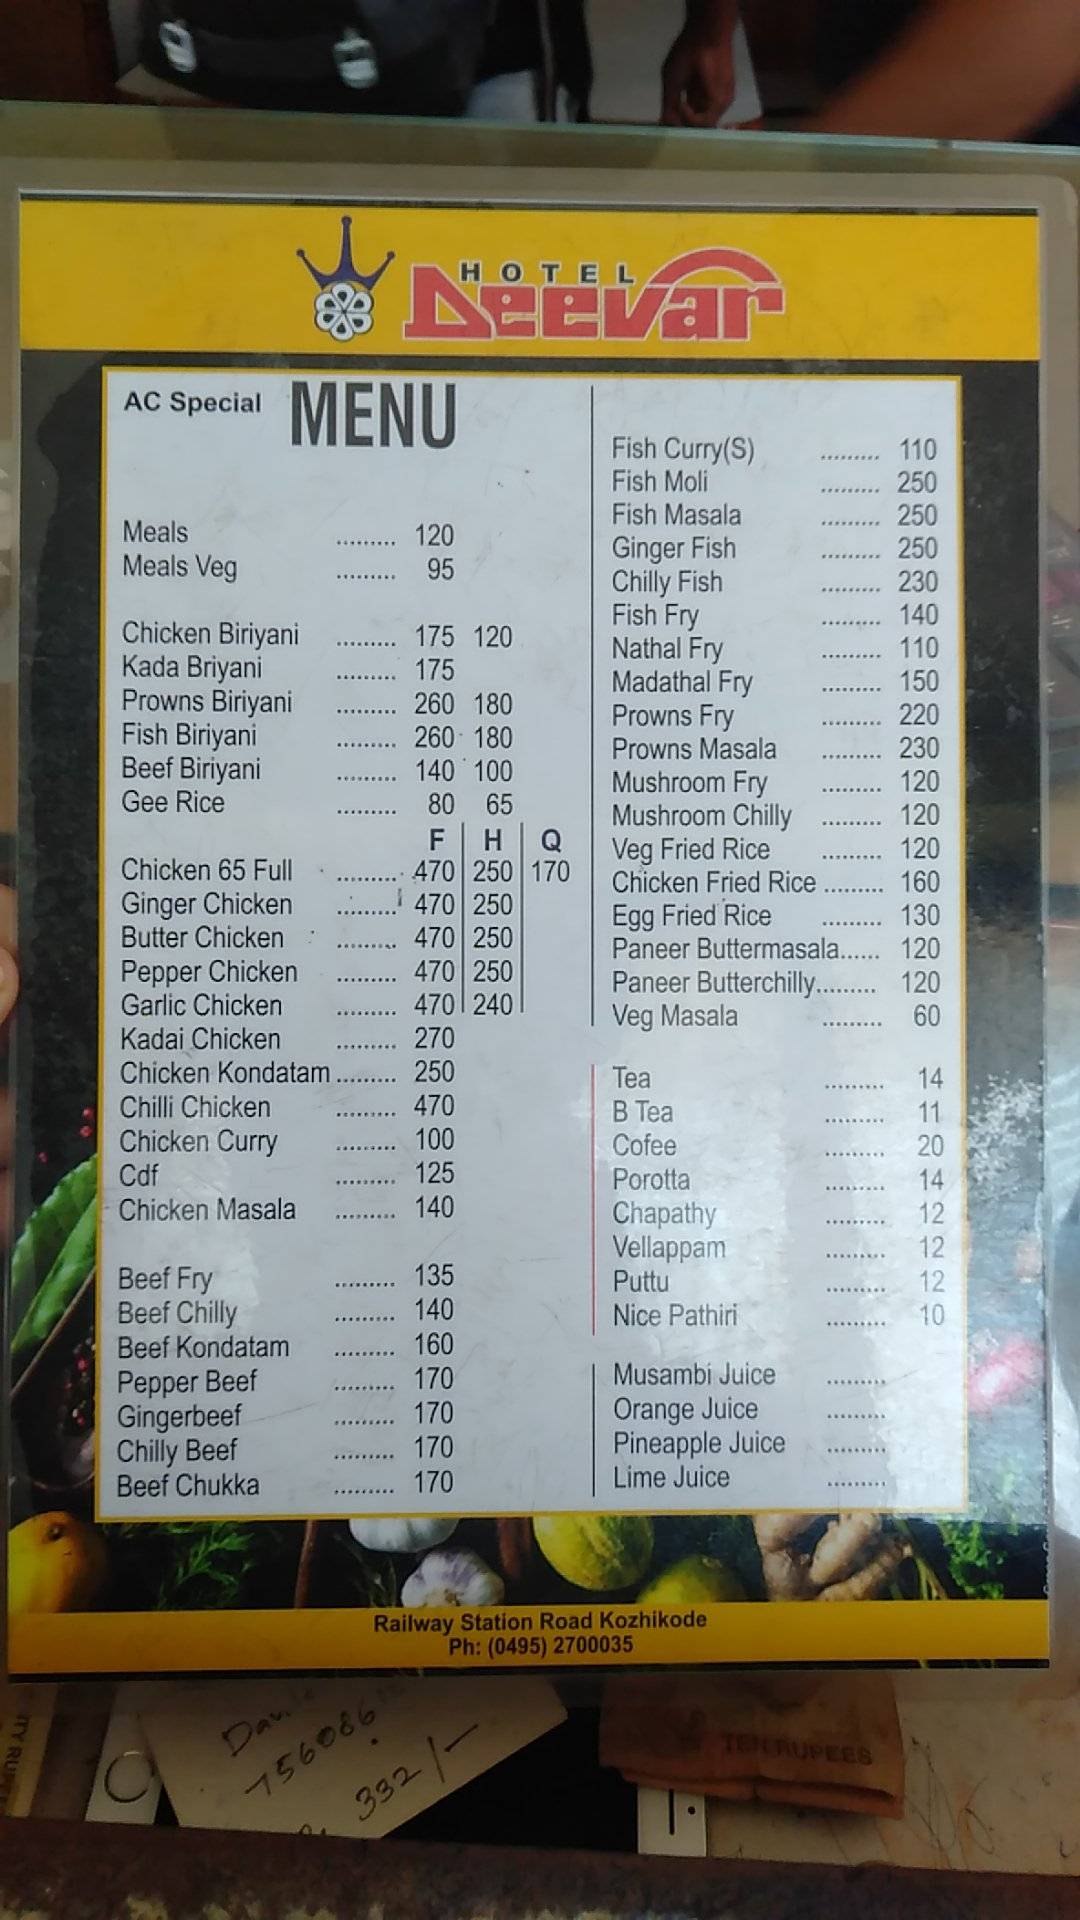 HOTEL
Deevar
AC Special MENU
Meals ......... 120
Meals Veg ......... 95
Chicken Biriyani ......... 175 120
Kada Briyani ......... 175
Prowns Biriyani ......... 260 180
Fish Biriyani ......... 260 180
Beef Biriyani ......... 140 100
Gee Rice ......... 80 65
F H Q
Chicken 65 Full ......... 470 250 170
Ginger Chicken ......... 470 250
Butter Chicken ......... 470 250
Pepper Chicken ......... 470 250
Garlic Chicken ......... 470 240
Kadai Chicken ......... 270
Chicken Kondatam ......... 250
Chilli Chicken ......... 470
Chicken Curry ......... 100
Cdf ......... 125
Chicken Masala ......... 140
Beef Fry ......... 135
Beef Chilly ......... 140
Beef Kondatam ......... 160
Pepper Beef ......... 170
Gingerbeef ......... 170
Chilly Beef ......... 170
Beef Chukka ......... 170
Fish Curry(S) ......... 110
Fish Moli ......... 250
Fish Masala ......... 250
Ginger Fish ......... 250
Chilly Fish ......... 230
Fish Fry ......... 140
Nathal Fry ......... 110
Madathal Fry ......... 150
Prowns Fry ......... 220
Prowns Masala ......... 230
Mushroom Fry ......... 120
Mushroom Chilly ......... 120
Veg Fried Rice ......... 120
Chicken Fried Rice ......... 160
Egg Fried Rice ......... 130
Paneer Buttermasala...... 120
Paneer Butterchilly......... 120
Veg Masala ......... 60
Tea ......... 14
B Tea ......... 11
Cofee ......... 20
Porotta ......... 14
Chapathy ......... 12
Vellappam ......... 12
Puttu ......... 12
Nice Pathiri ......... 10
Musambi Juice .........
Orange Juice .........
Pineapple Juice .........
Lime Juice .........
Railway Station Road Kozhikode
Ph: (0495) 2700035
756086
332/-
TEN RUPEES